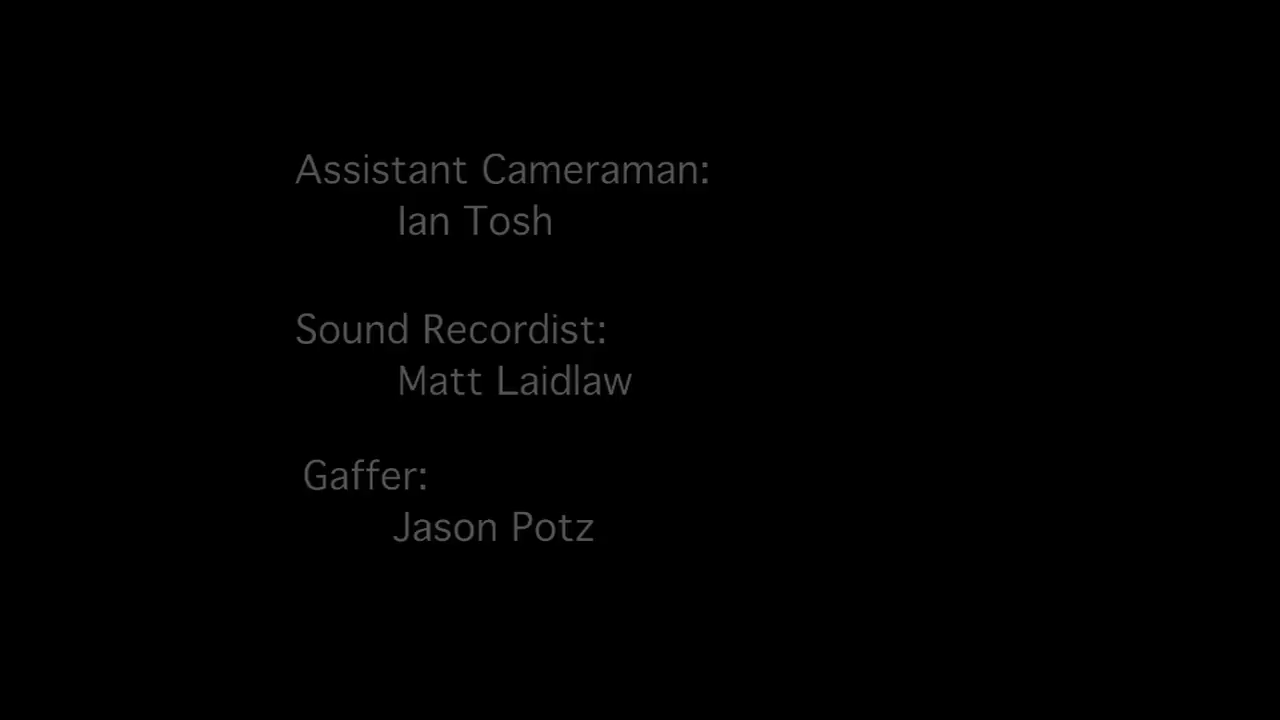 Assistant Cameraman:
Ian Tosh
Sound Recordist:
Matt Laidlaw
Gaffer:
Jason Potz